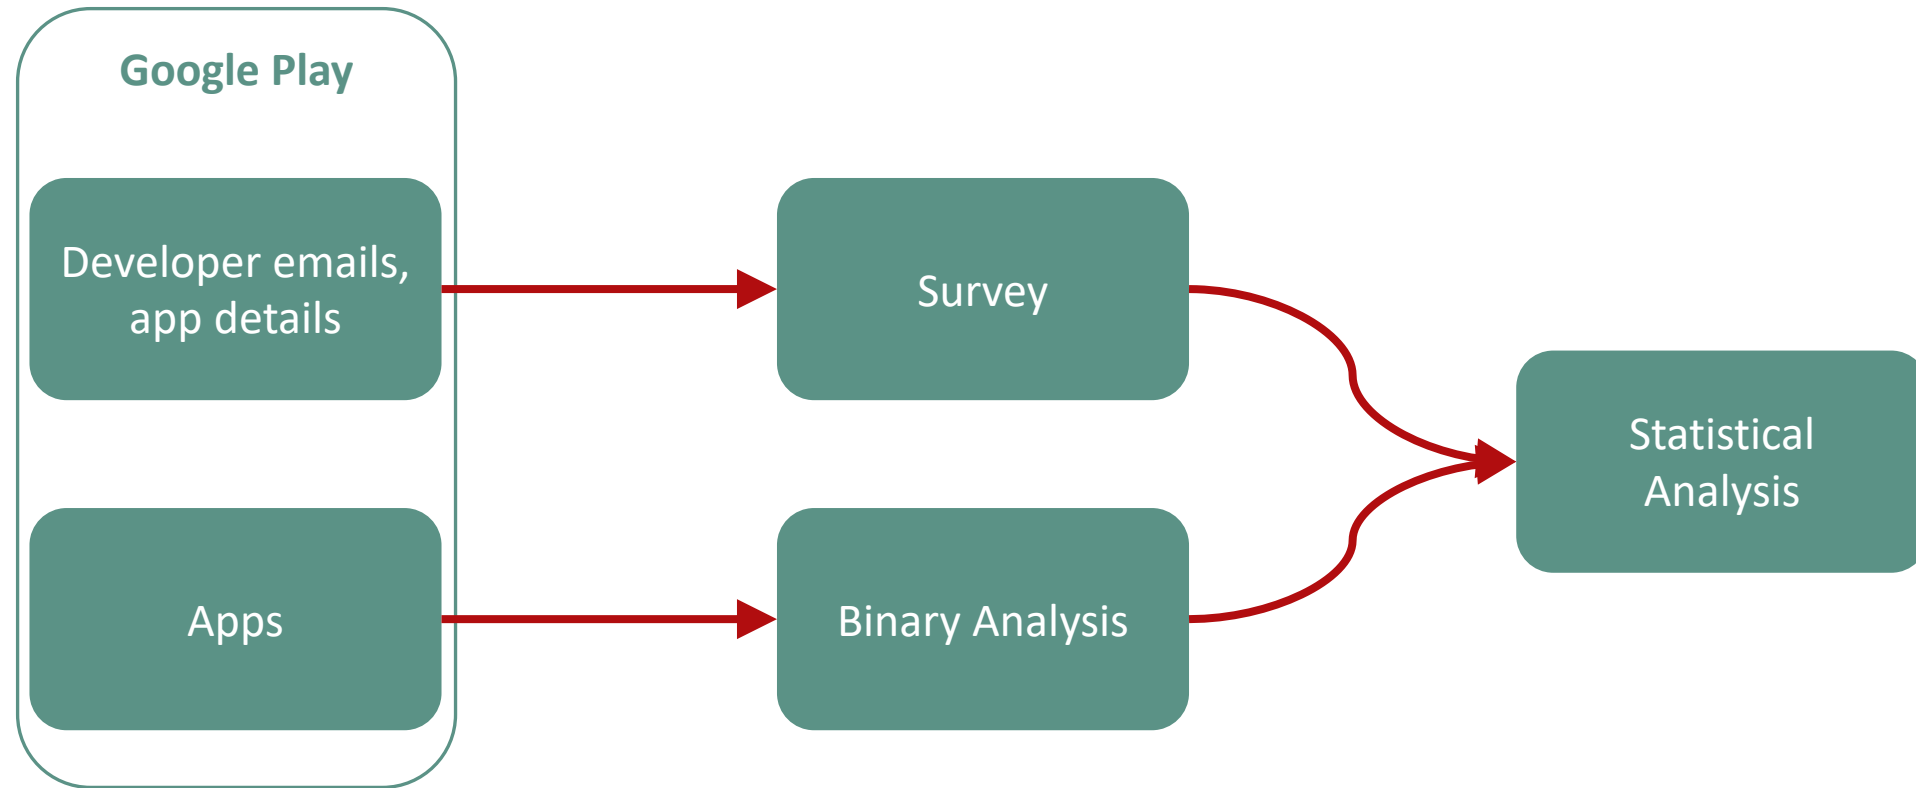 Google Play
Developer emails,
app details
Survey
Statistical
Analysis
Apps
Binary Analysis